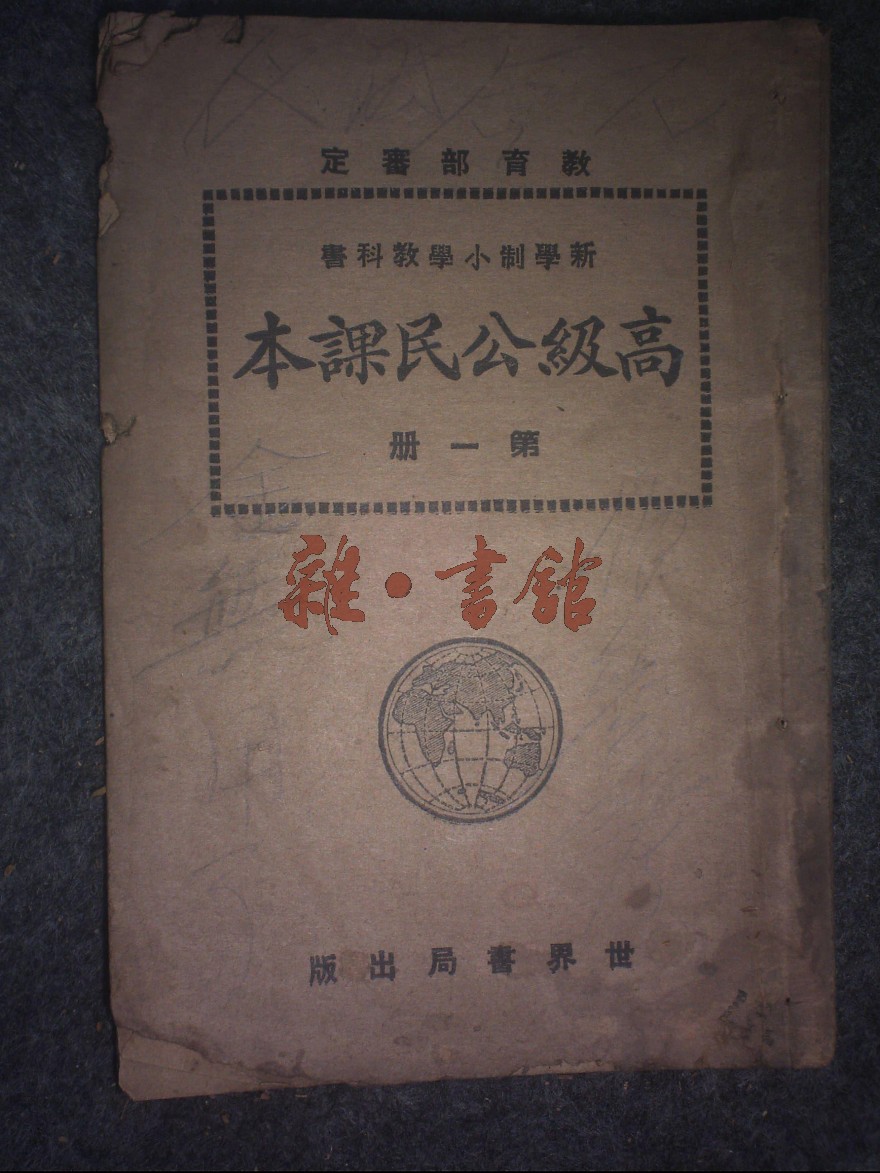 教育部審定
新學制小學教科書
高級公民課本
第一册
雜·書館
世界書局出版